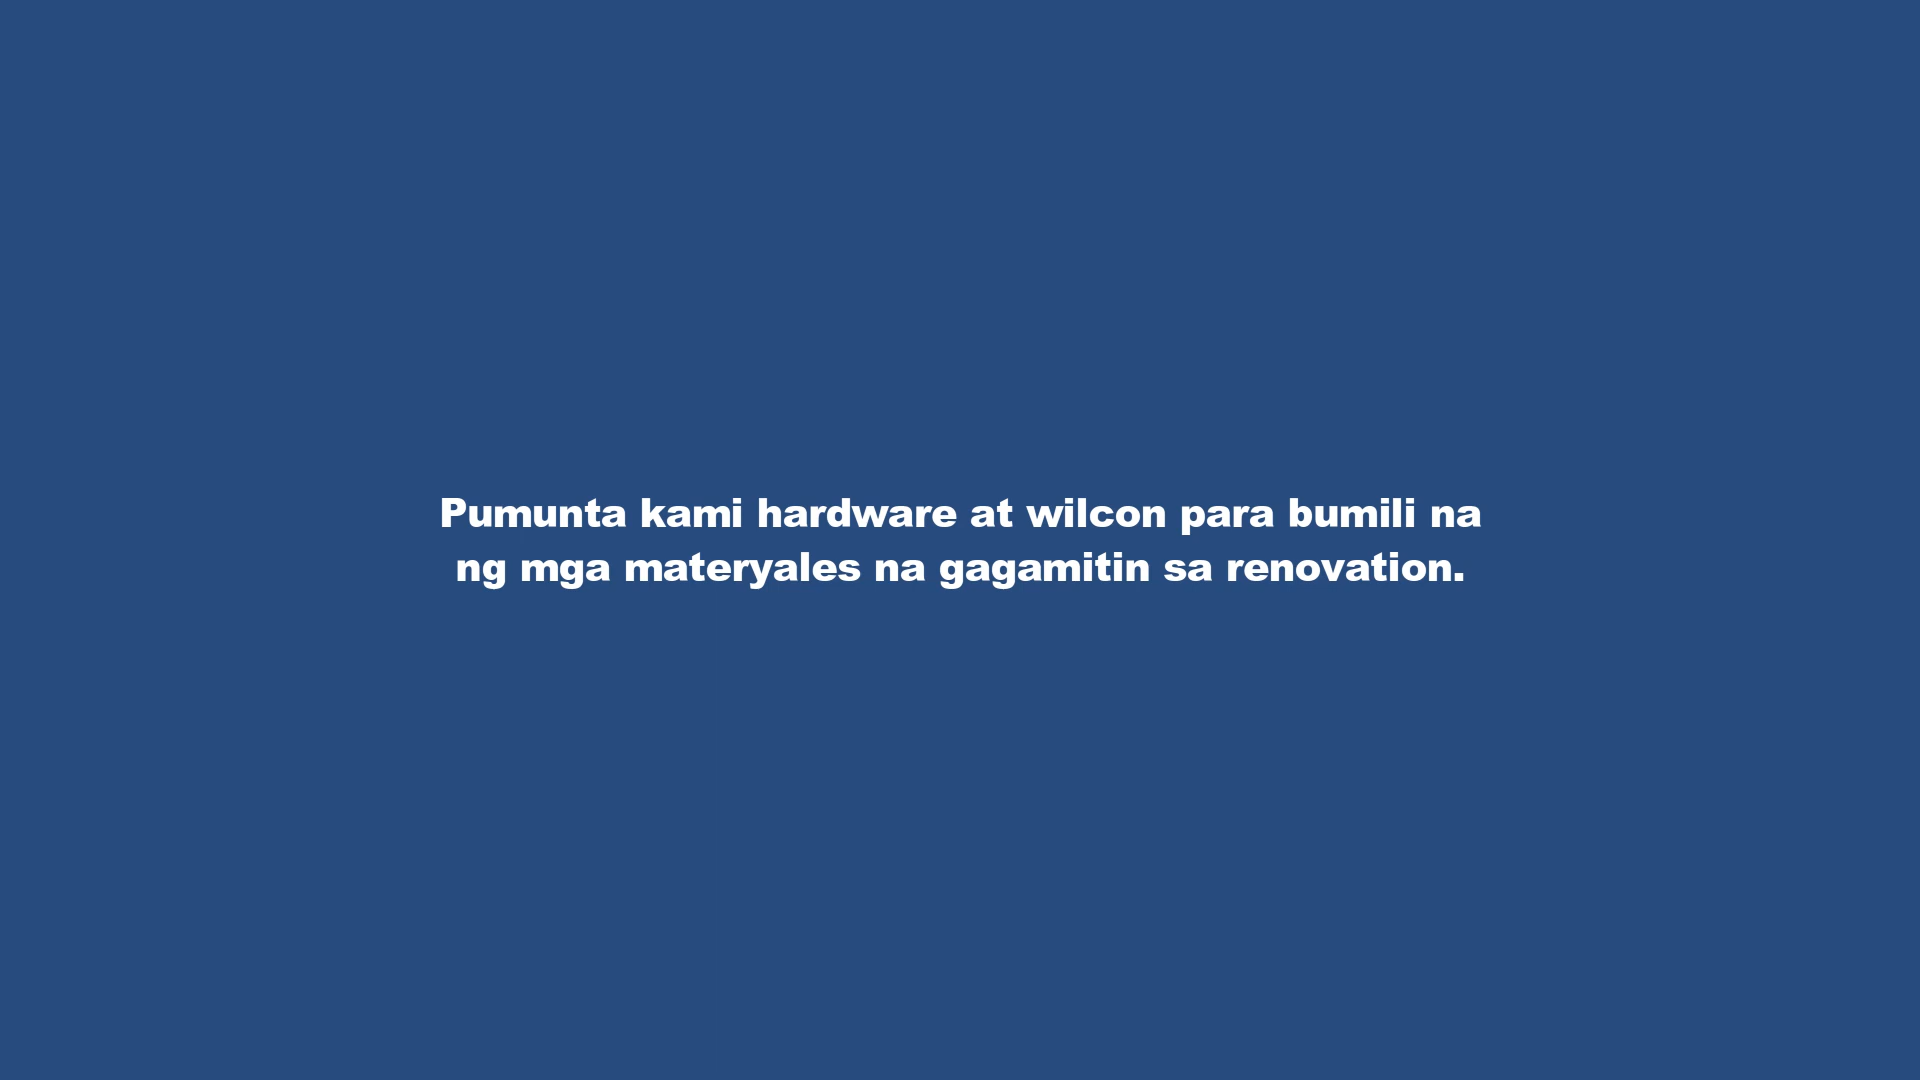 Pumunta kami hardware at wilcon para bumili na
ng mga materyales na gagamitin sa renovation.